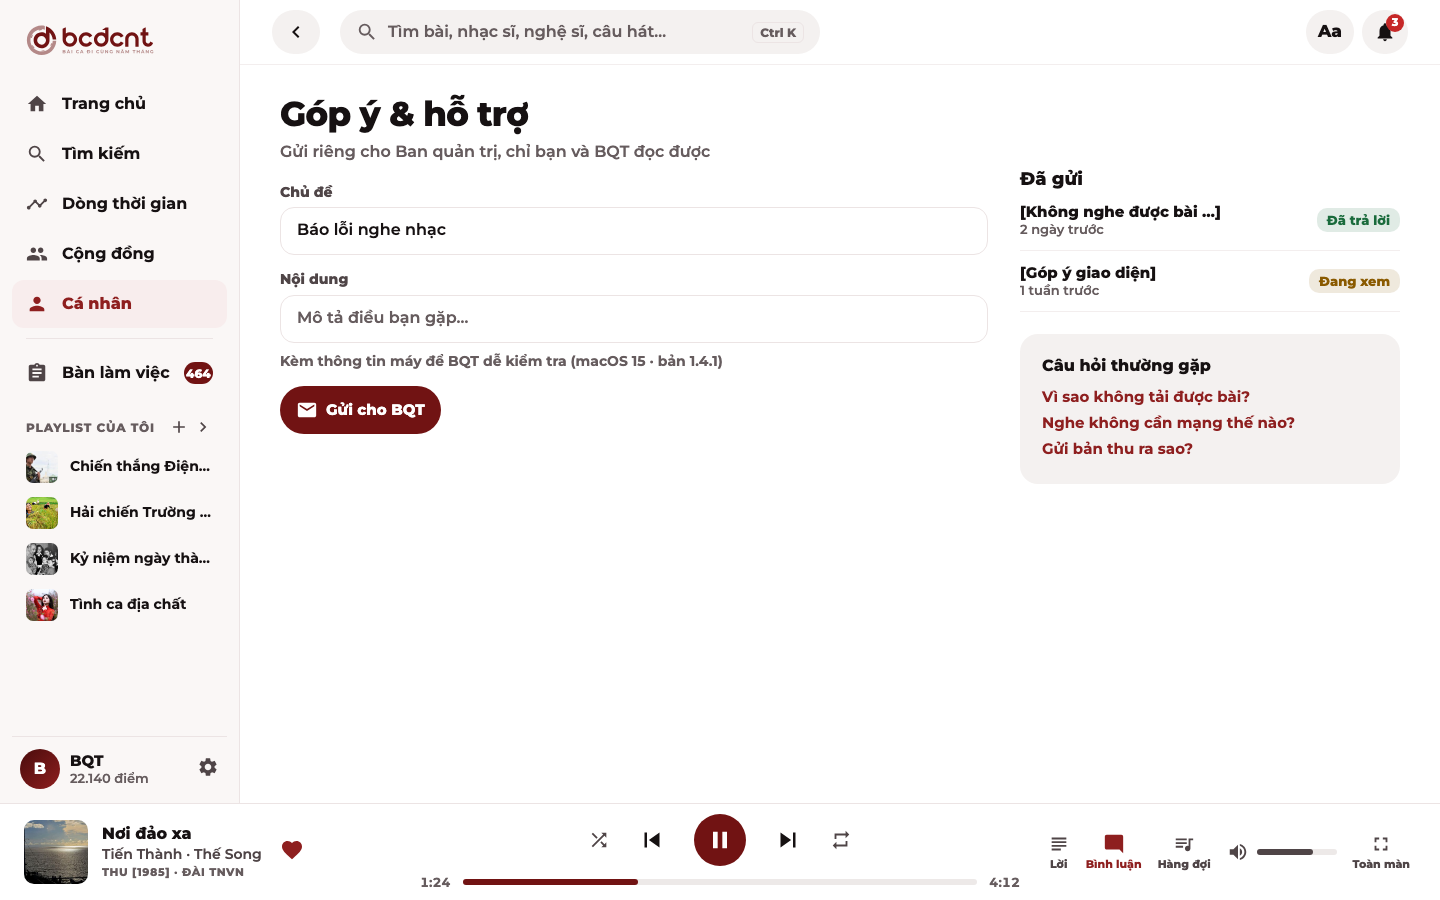 bcdcnt
BÀI CA ĐI CÙNG NĂM THÁNG
Trang chủ
Tìm kiếm
Dòng thời gian
Cộng đồng
Cá nhân
Bàn làm việc
464
PLAYLIST CỦA TÔI
Chiến thắng Điện...
Hải chiến Trường ...
Kỷ niệm ngày thà...
Tình ca địa chất
B
BQT
22.140 điểm
Tìm bài, nhạc sĩ, nghệ sĩ, câu hát...
Ctrl K
Aa
3
Góp ý & hỗ trợ
Gửi riêng cho Ban quản trị, chỉ bạn và BQT đọc được
Chủ đề
Báo lỗi nghe nhạc
Nội dung
Mô tả điều bạn gặp...
Kèm thông tin máy để BQT dễ kiểm tra (macOS 15 · bản 1.4.1)
Gửi cho BQT
Đã gửi
[Không nghe được bài ...]
2 ngày trước
Đã trả lời
[Góp ý giao diện]
1 tuần trước
Đang xem
Câu hỏi thường gặp
Vì sao không tải được bài?
Nghe không cần mạng thế nào?
Gửi bản thu ra sao?
Nơi đảo xa
Tiến Thành · Thế Song
THU [1985] · ĐÀI TNVN
1:24
4:12
Lời
Bình luận
Hàng đợi
Toàn màn